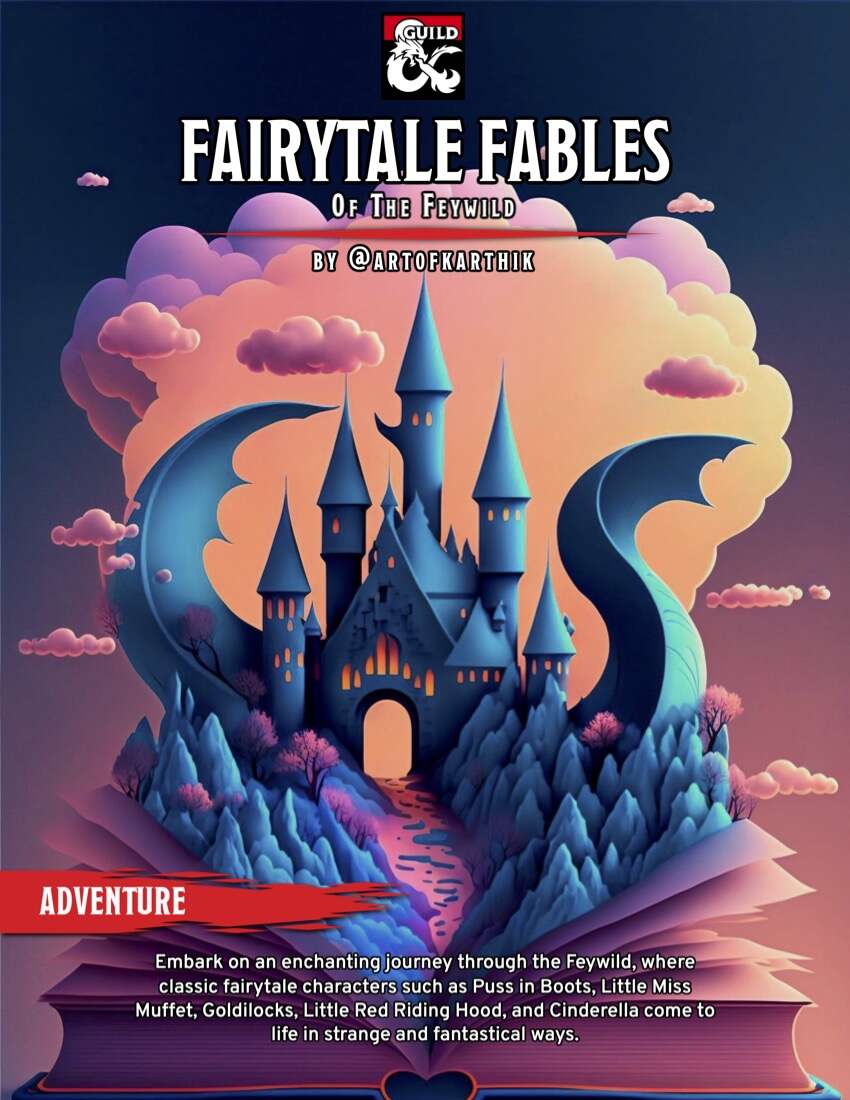 GUILD
FAIRYTALE FABLES
OF THE FEYWILD
BY @ARTOFKARTHIK
ADVENTURE
Embark on an enchanting journey through the Feywild, where
classic fairytale characters such as Puss in Boots, Little Miss
Muffet, Goldilocks, Little Red Riding Hood, and Cinderella come to
life in strange and fantastical ways.